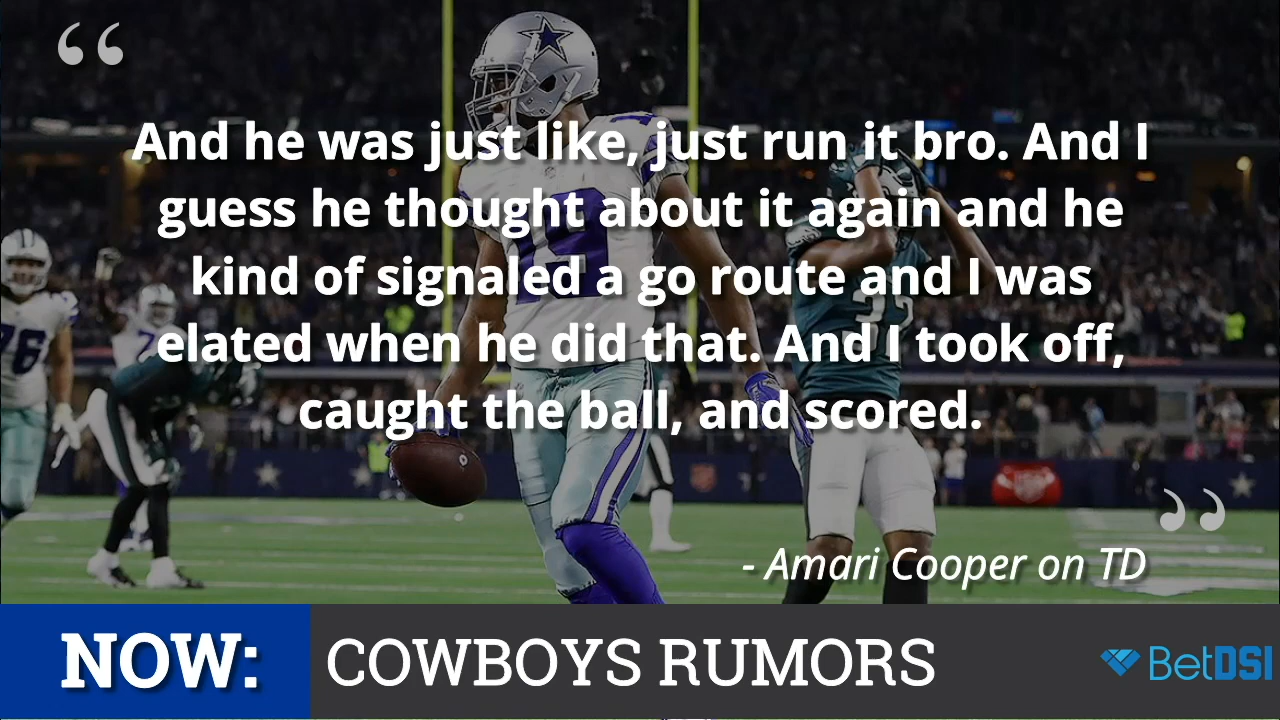 “
And he was just like, just run it bro. And I
guess he thought about it again and he
kind of signaled a go route and I was
elated when he did that. And I took off,
caught the ball, and scored.
”
- Amari Cooper on TD
19
76
NOW: COWBOYS RUMORS BetDSI